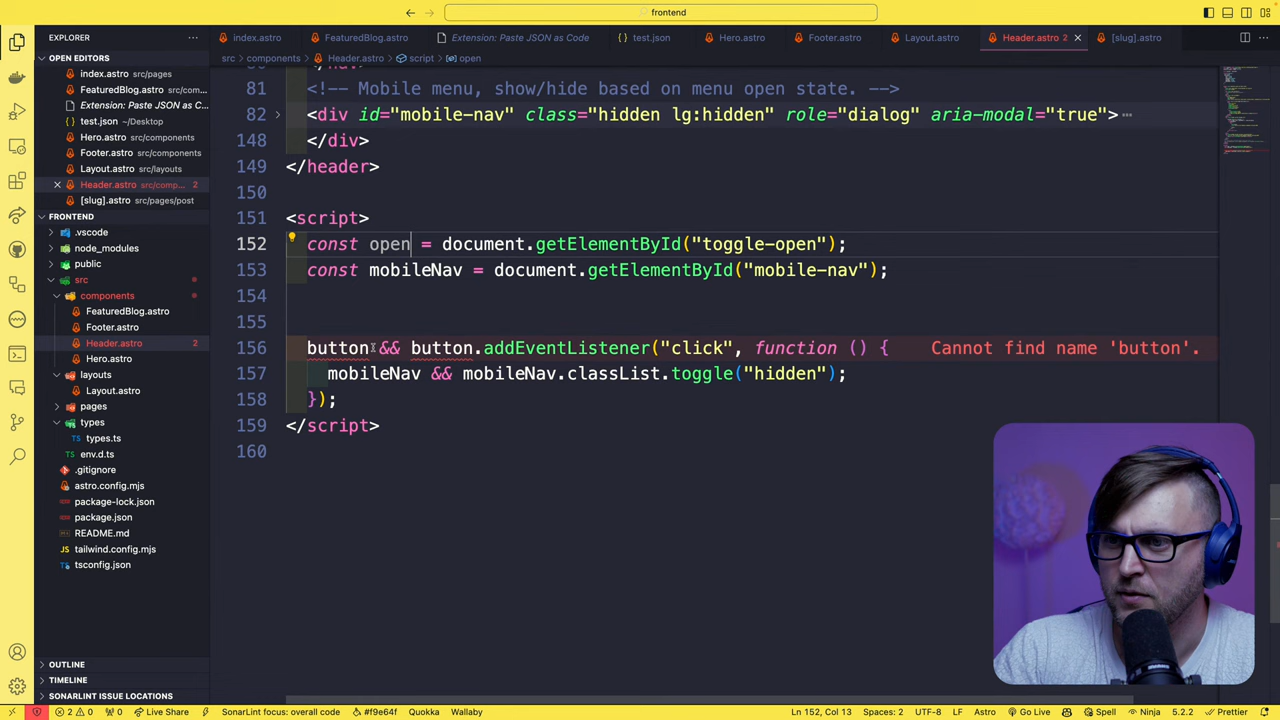 frontend
EXPLORER
OPEN EDITORS
index.astro src/pages
FeaturedBlog.astro src/com...
Extension: Paste JSON as C...
test.json ~/Desktop
Hero.astro src/components
Footer.astro src/components
Layout.astro src/layouts
Header.astro src/comp... 2
[slug].astro src/pages/post
FRONTEND
.vscode
node_modules
public
src
components
FeaturedBlog.astro
Footer.astro
Header.astro 2
Hero.astro
layouts
Layout.astro
pages
types
types.ts
env.d.ts
.gitignore
astro.config.mjs
package-lock.json
package.json
README.md
tailwind.config.mjs
tsconfig.json
OUTLINE
TIMELINE
SONARLINT ISSUE LOCATIONS
index.astro FeaturedBlog.astro Extension: Paste JSON as Code test.json Hero.astro Footer.astro Layout.astro Header.astro 2 [slug].astro
src > components > Header.astro > script > open
81 <!-- Mobile menu, show/hide based on menu open state. -->
82 <div id="mobile-nav" class="hidden lg:hidden" role="dialog" aria-modal="true">
148 </div>
149 </header>
150
151 <script>
152 const open = document.getElementById("toggle-open");
153 const mobileNav = document.getElementById("mobile-nav");
154
155
156 button && button.addEventListener("click", function () { Cannot find name 'button'.
157 mobileNav && mobileNav.classList.toggle("hidden");
158 });
159 </script>
160
2 0 0 Live Share SonarLint focus: overall code #f9e64f Quokka Wallaby Ln 152, Col 13 Spaces: 2 UTF-8 LF Astro Go Live Spell Ninja 5.2.2 Prettier